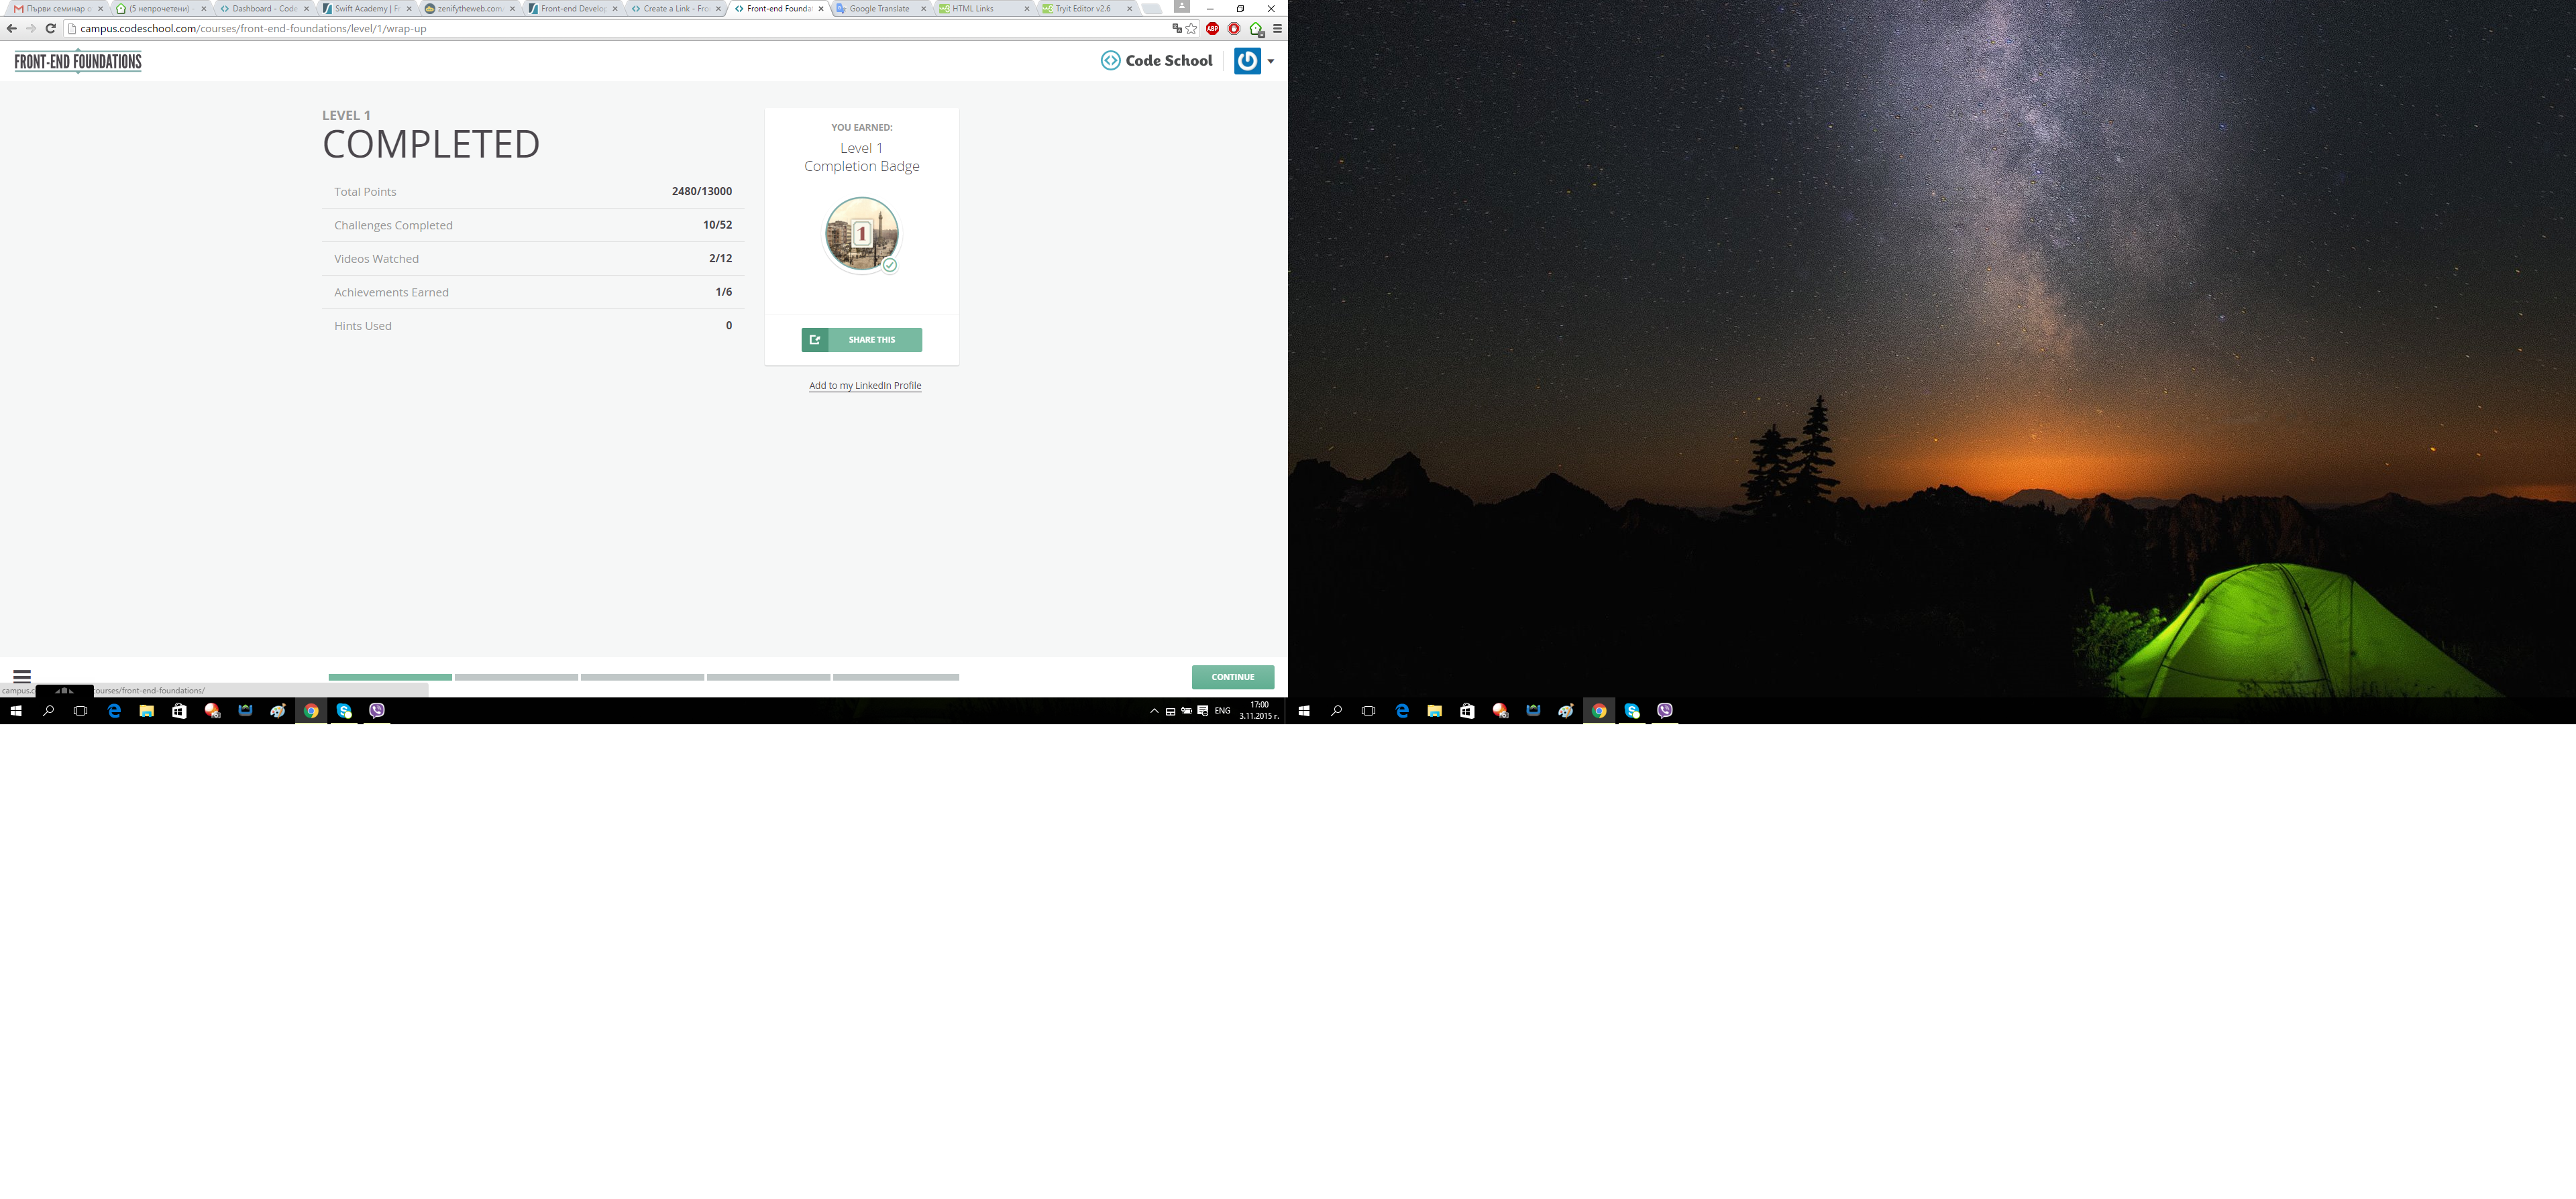 Първи семинар
(5 непрочетени) -
Dashboard - Code
Swift Academy | F
zenifytheweb.com
Front-end Develo
Create a Link - Fro
Front-end Founda
Google Translate
HTML Links
Tryit Editor v2.6
campus.codeschool.com/courses/front-end-foundations/level/1/wrap-up
ABP
FRONT-END FOUNDATIONS
Code School
LEVEL 1
COMPLETED
Total Points 2480/13000
Challenges Completed 10/52
Videos Watched 2/12
Achievements Earned 1/6
Hints Used 0
YOU EARNED:
Level 1
Completion Badge
1
SHARE THIS
Add to my LinkedIn Profile
CONTINUE
campus.c
ourses/front-end-foundations/
ENG
17:00
3.11.2015 г.